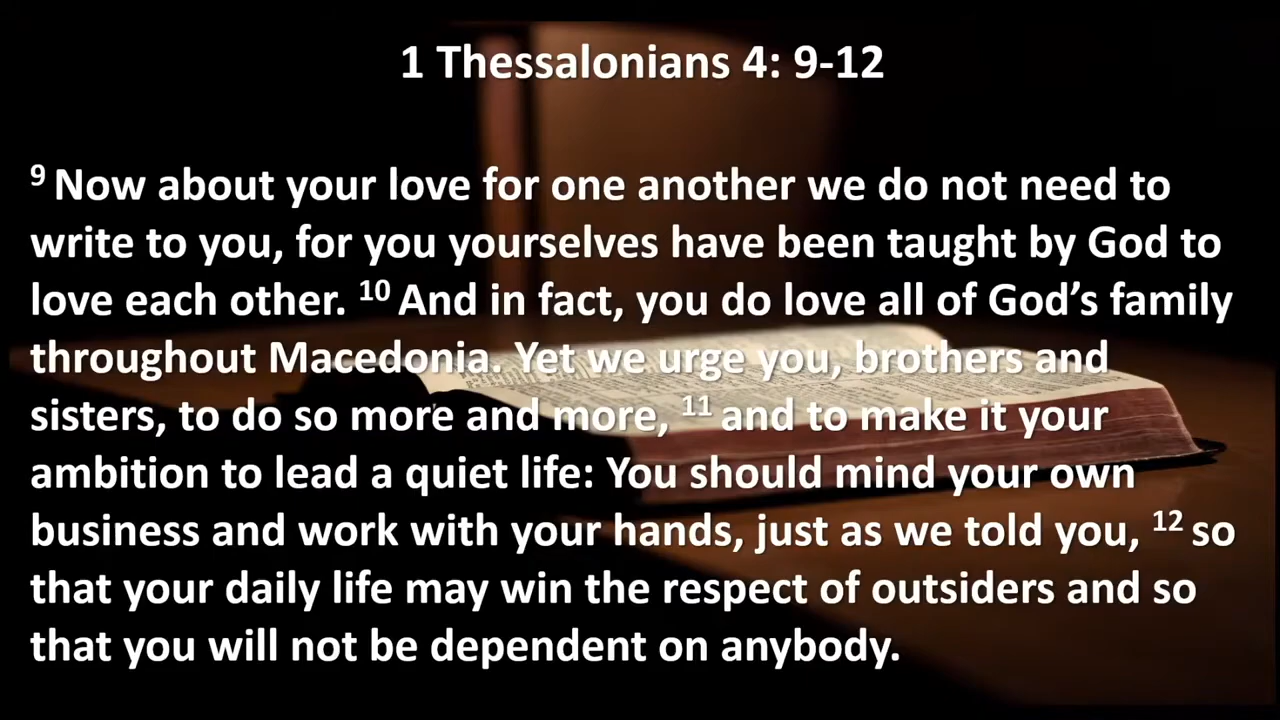 1 Thessalonians 4: 9-12
9 Now about your love for one another we do not need to
write to you, for you yourselves have been taught by God to
love each other. 10 And in fact, you do love all of God’s family
throughout Macedonia. Yet we urge you, brothers and
sisters, to do so more and more, 11 and to make it your
ambition to lead a quiet life: You should mind your own
business and work with your hands, just as we told you, 12 so
that your daily life may win the respect of outsiders and so
that you will not be dependent on anybody.